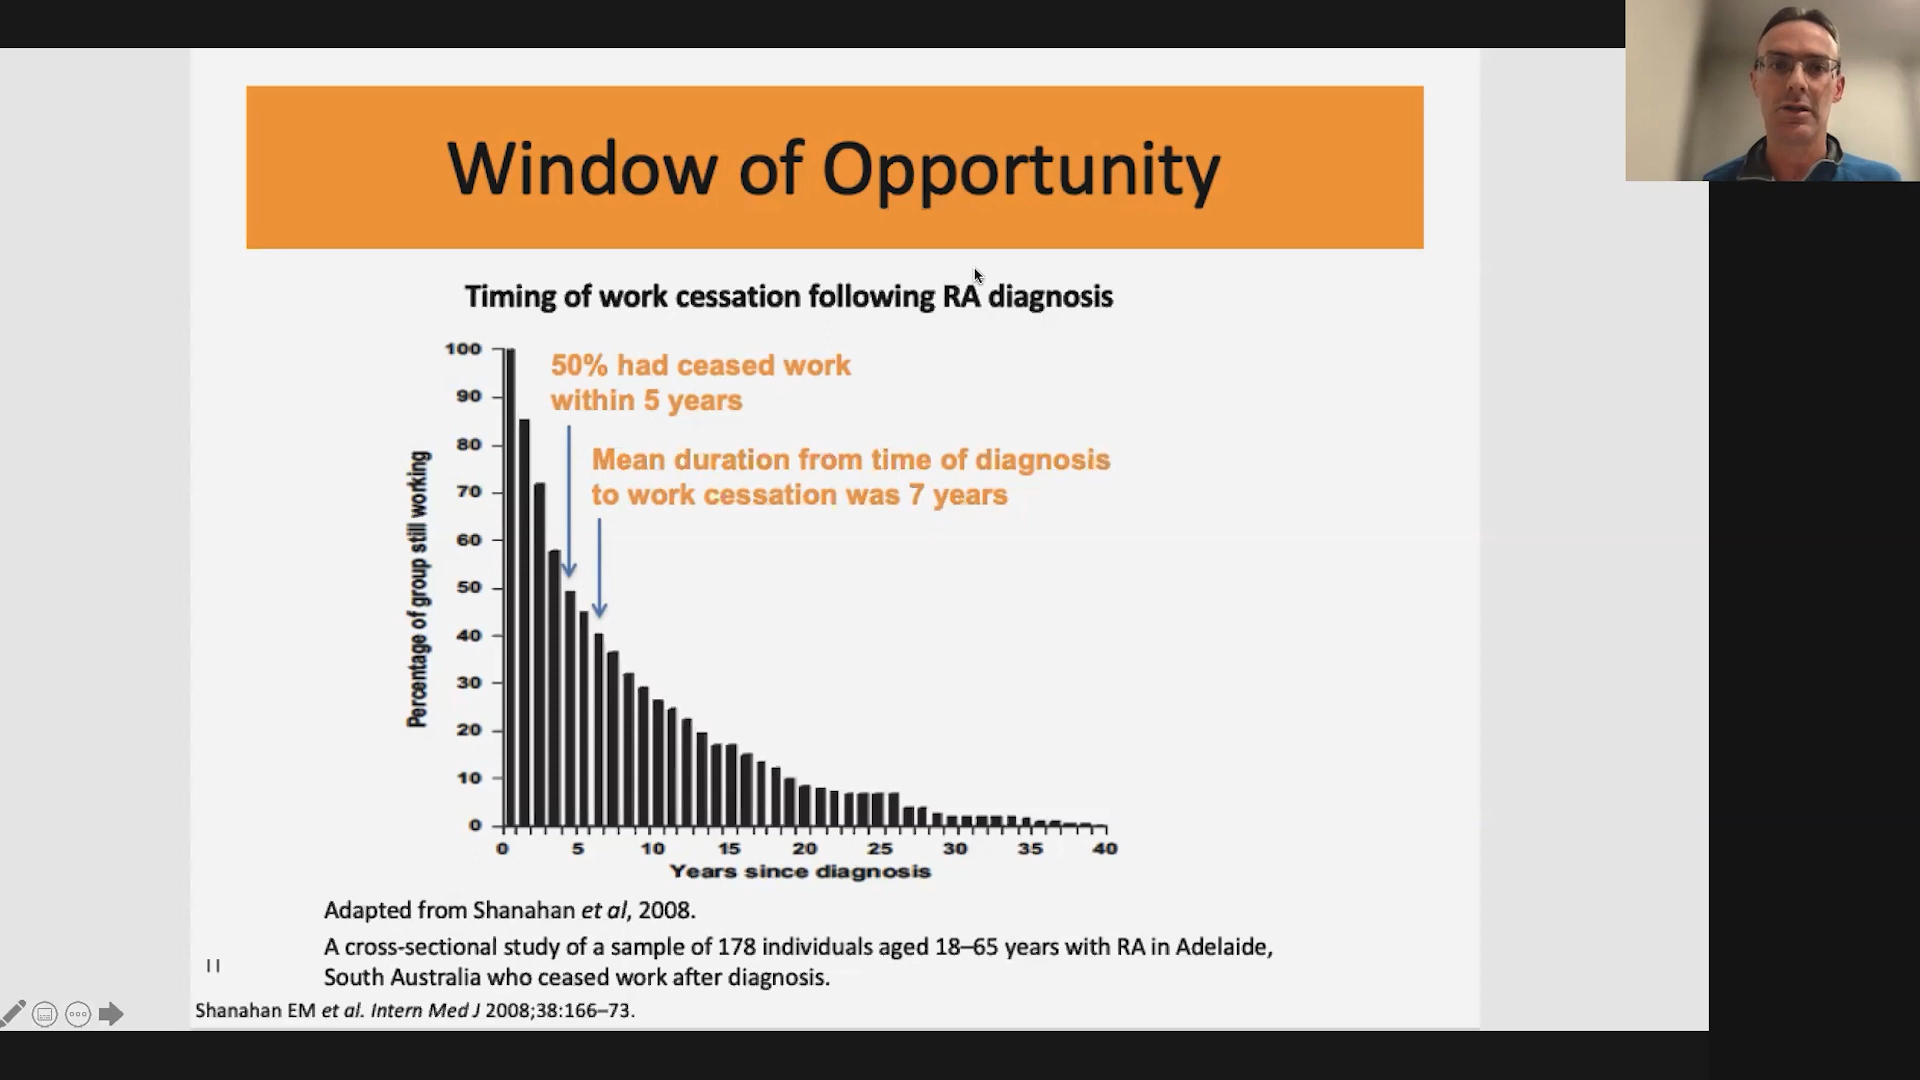 Window of Opportunity
Timing of work cessation following RA diagnosis
50% had ceased work
within 5 years
Mean duration from time of diagnosis
to work cessation was 7 years
Percentage of group still working
100
90
80
70
60
50
40
30
20
10
0
0 5 10 15 20 25 30 35 40
Years since diagnosis
Adapted from Shanahan et al, 2008.
A cross-sectional study of a sample of 178 individuals aged 18–65 years with RA in Adelaide,
South Australia who ceased work after diagnosis.
11
Shanahan EM et al. Intern Med J 2008;38:166–73.